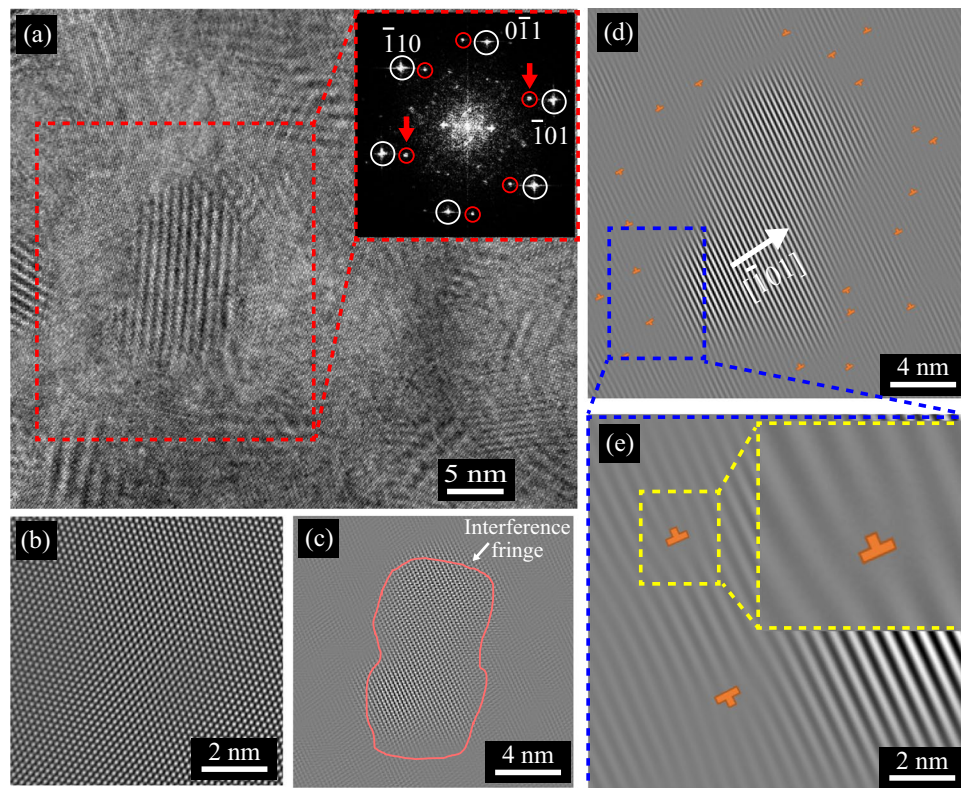 (a)
1̅10
01̅1
1̅01
5 nm
(b)
2 nm
(c)
Interference
fringe
4 nm
(d)
[1̅01]
4 nm
(e)
2 nm